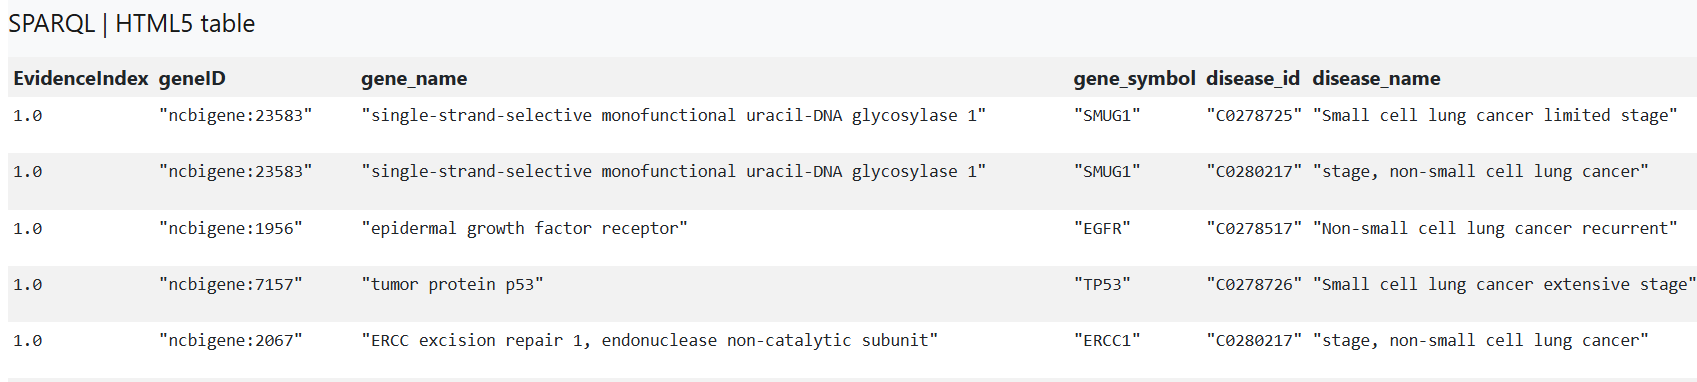 SPARQL | HTML5 table
EvidenceIndex geneID gene_name gene_symbol disease_id disease_name
1.0 "ncbigene:23583" "single-strand-selective monofunctional uracil-DNA glycosylase 1" "SMUG1" "C0278725" "Small cell lung cancer limited stage"
1.0 "ncbigene:23583" "single-strand-selective monofunctional uracil-DNA glycosylase 1" "SMUG1" "C0280217" "stage, non-small cell lung cancer"
1.0 "ncbigene:1956" "epidermal growth factor receptor" "EGFR" "C0278517" "Non-small cell lung cancer recurrent"
1.0 "ncbigene:7157" "tumor protein p53" "TP53" "C0278726" "Small cell lung cancer extensive stage"
1.0 "ncbigene:2067" "ERCC excision repair 1, endonuclease non-catalytic subunit" "ERCC1" "C0280217" "stage, non-small cell lung cancer"